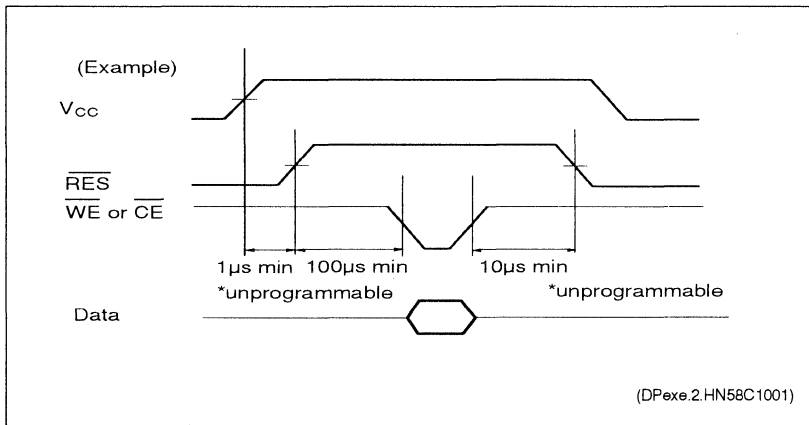 (Example)
VCC
RES
WE or CE
1µs min 100µs min 10µs min
*unprogrammable *unprogrammable
Data
(DPexe.2.HN58C1001)